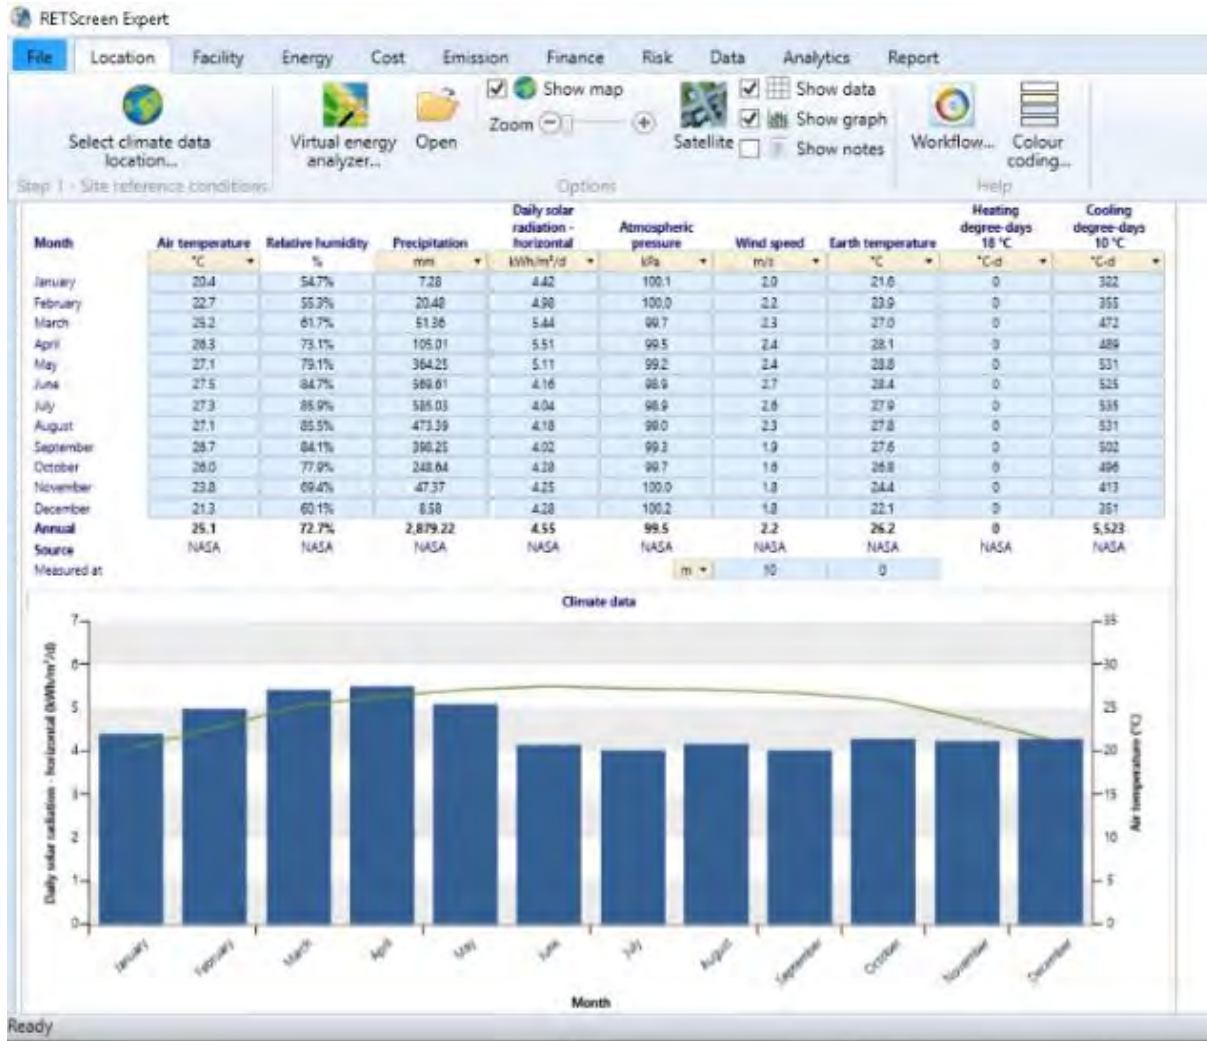 RETScreen Expert
File Location Facility Energy Cost Emission Finance Risk Data Analytics Report
Select climate data location...
Virtual energy analyzer...
Open
Show map
Zoom
Satellite
Show data
Show graph
Show notes
Workflow...
Colour coding...
Step 1 - Site reference conditions
Options
Help
Month Air temperature Relative humidity Precipitation Daily solar radiation - horizontal Atmospheric pressure Wind speed Earth temperature Heating degree-days 18 °C Cooling degree-days 10 °C
°C % mm kWh/m²/d kPa m/s °C °C-d °C-d
January 20.4 54.7% 7.28 4.42 100.1 2.0 21.6 0 322
February 22.7 55.3% 20.48 4.98 100.0 2.2 23.9 0 355
March 25.2 61.7% 51.36 5.44 99.7 2.3 27.0 0 472
April 26.3 73.1% 105.01 5.51 99.5 2.4 28.1 0 489
May 27.1 79.1% 364.25 5.11 99.2 2.4 28.8 0 531
June 27.5 84.7% 569.61 4.16 98.9 2.7 28.4 0 525
July 27.3 85.9% 585.03 4.04 98.9 2.6 27.9 0 535
August 27.1 85.5% 473.39 4.18 99.0 2.3 27.8 0 531
September 26.7 84.1% 398.25 4.02 99.3 1.9 27.6 0 502
October 26.0 77.9% 248.64 4.28 99.7 1.6 26.8 0 496
November 23.8 69.4% 47.37 4.25 100.0 1.8 24.4 0 413
December 21.3 60.1% 8.58 4.28 100.2 1.8 22.1 0 351
Annual 25.1 72.7% 2,879.22 4.55 99.5 2.2 26.2 0 5,523
Source NASA NASA NASA NASA NASA NASA NASA NASA NASA
Measured at m 10 0
Climate data
Daily solar radiation - horizontal (kWh/m²/d)
7
6
5
4
3
2
1
0
35
30
25
20
15
10
5
0
Air temperature (°C)
January February March April May June July August September October November December
Month
Ready